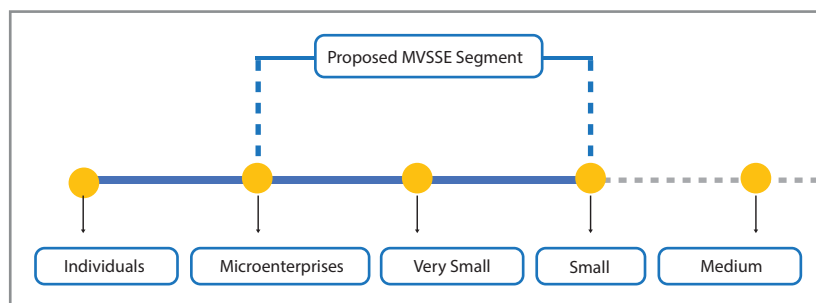 Proposed MVSSE Segment
Individuals
Microenterprises
Very Small
Small
Medium